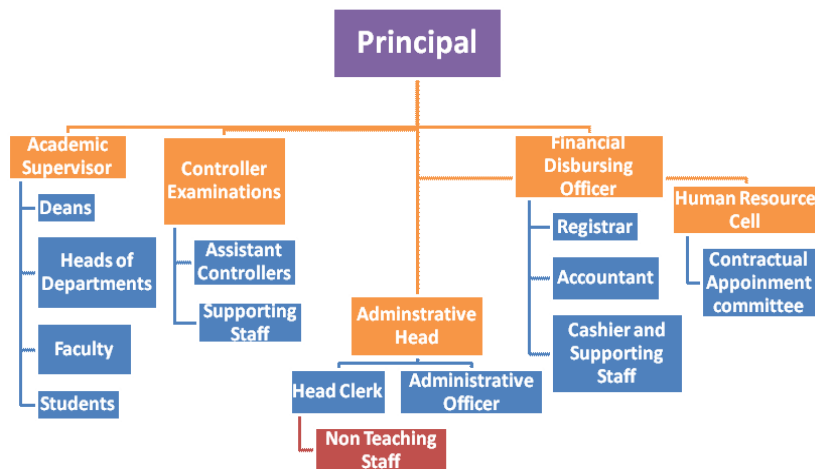 Principal
Academic
Supervisor
Deans
Heads of
Departments
Faculty
Students
Controller
Examinations
Assistant
Controllers
Supporting
Staff
Adminstrative
Head
Head Clerk
Non Teaching
Staff
Administrative
Officer
Financial
Disbursing
Officer
Registrar
Accountant
Cashier and
Supporting
Staff
Human Resource
Cell
Contractual
Appoinment
committee